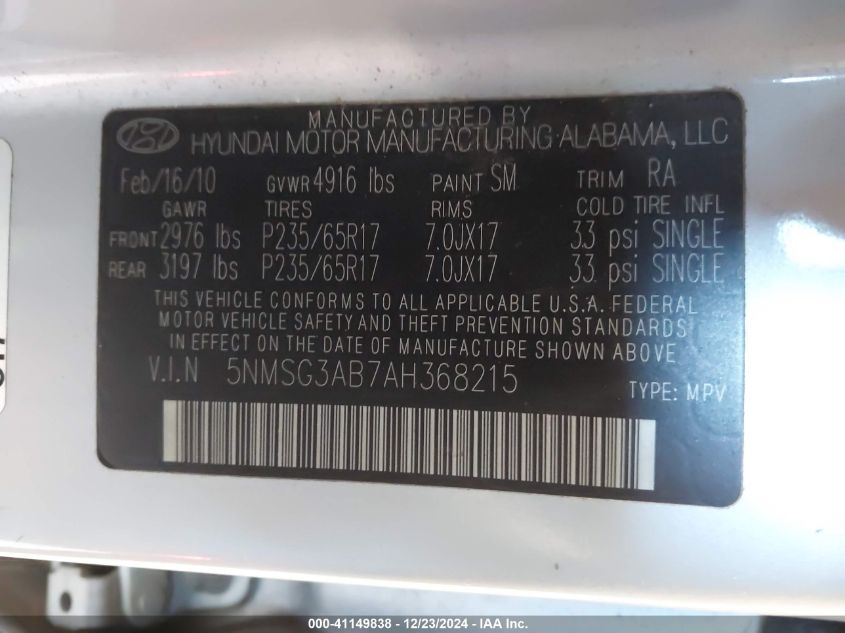 MANUFACTURED BY
HYUNDAI MOTOR MANUFACTURING ALABAMA, LLC
Feb/16/10 GVWR 4916 lbs PAINT SM TRIM RA
GAWR TIRES RIMS COLD TIRE INFL
FRONT 2976 lbs P235/65R17 7.0JX17 33 psi SINGLE
REAR 3197 lbs P235/65R17 7.0JX17 33 psi SINGLE
THIS VEHICLE CONFORMS TO ALL APPLICABLE U.S.A. FEDERAL
MOTOR VEHICLE SAFETY AND THEFT PREVENTION STANDARDS
IN EFFECT ON THE DATE OF MANUFACTURE SHOWN ABOVE.
V.I.N 5NMSG3AB7AH368215 TYPE: MPV
000-41149838 - 12/23/2024 - IAA Inc.